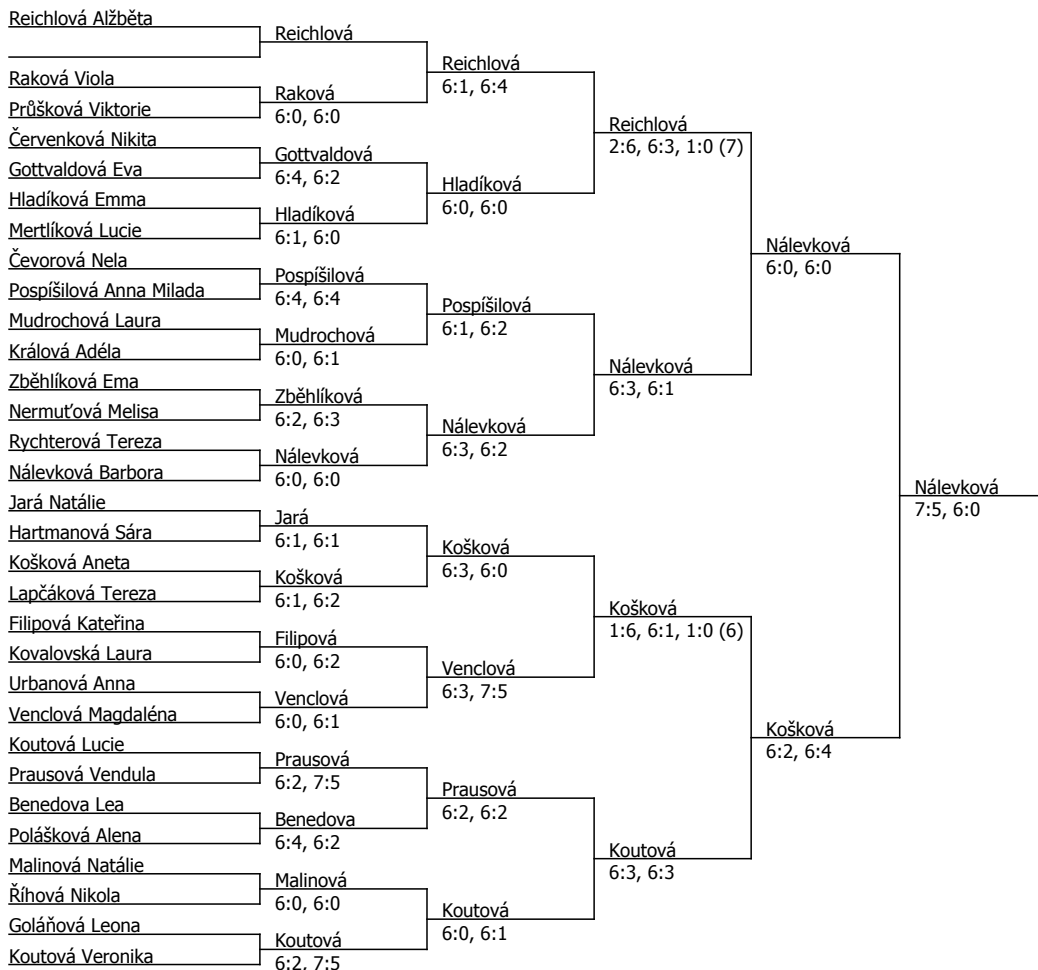 Reichlová Alžběta
Raková Viola
Průšková Viktorie
Červenková Nikita
Gottvaldová Eva
Hladíková Emma
Mertlíková Lucie
Čevorová Nela
Pospíšilová Anna Milada
Mudrochová Laura
Králová Adéla
Zběhlíková Ema
Nermuťová Melisa
Rychterová Tereza
Nálevková Barbora
Jará Natálie
Hartmanová Sára
Košková Aneta
Lapčáková Tereza
Filipová Kateřina
Kovalovská Laura
Urbanová Anna
Venclová Magdaléna
Koutová Lucie
Prausová Vendula
Benedova Lea
Polášková Alena
Malinová Natálie
Říhová Nikola
Goláňová Leona
Koutová Veronika
Reichlová
Raková
6:0, 6:0
Gottvaldová
6:4, 6:2
Hladíková
6:1, 6:0
Pospíšilová
6:4, 6:4
Mudrochová
6:0, 6:1
Zběhlíková
6:2, 6:3
Nálevková
6:0, 6:0
Jará
6:1, 6:1
Košková
6:1, 6:2
Filipová
6:0, 6:2
Venclová
6:0, 6:1
Prausová
6:2, 7:5
Benedova
6:4, 6:2
Malinová
6:0, 6:0
Koutová
6:2, 7:5
Reichlová
6:1, 6:4
Hladíková
6:0, 6:0
Pospíšilová
6:1, 6:2
Nálevková
6:3, 6:2
Košková
6:3, 6:0
Venclová
6:3, 7:5
Prausová
6:2, 6:2
Koutová
6:0, 6:1
Reichlová
2:6, 6:3, 1:0 (7)
Nálevková
6:3, 6:1
Košková
1:6, 6:1, 1:0 (6)
Koutová
6:3, 6:3
Nálevková
6:0, 6:0
Košková
6:2, 6:4
Nálevková
7:5, 6:0